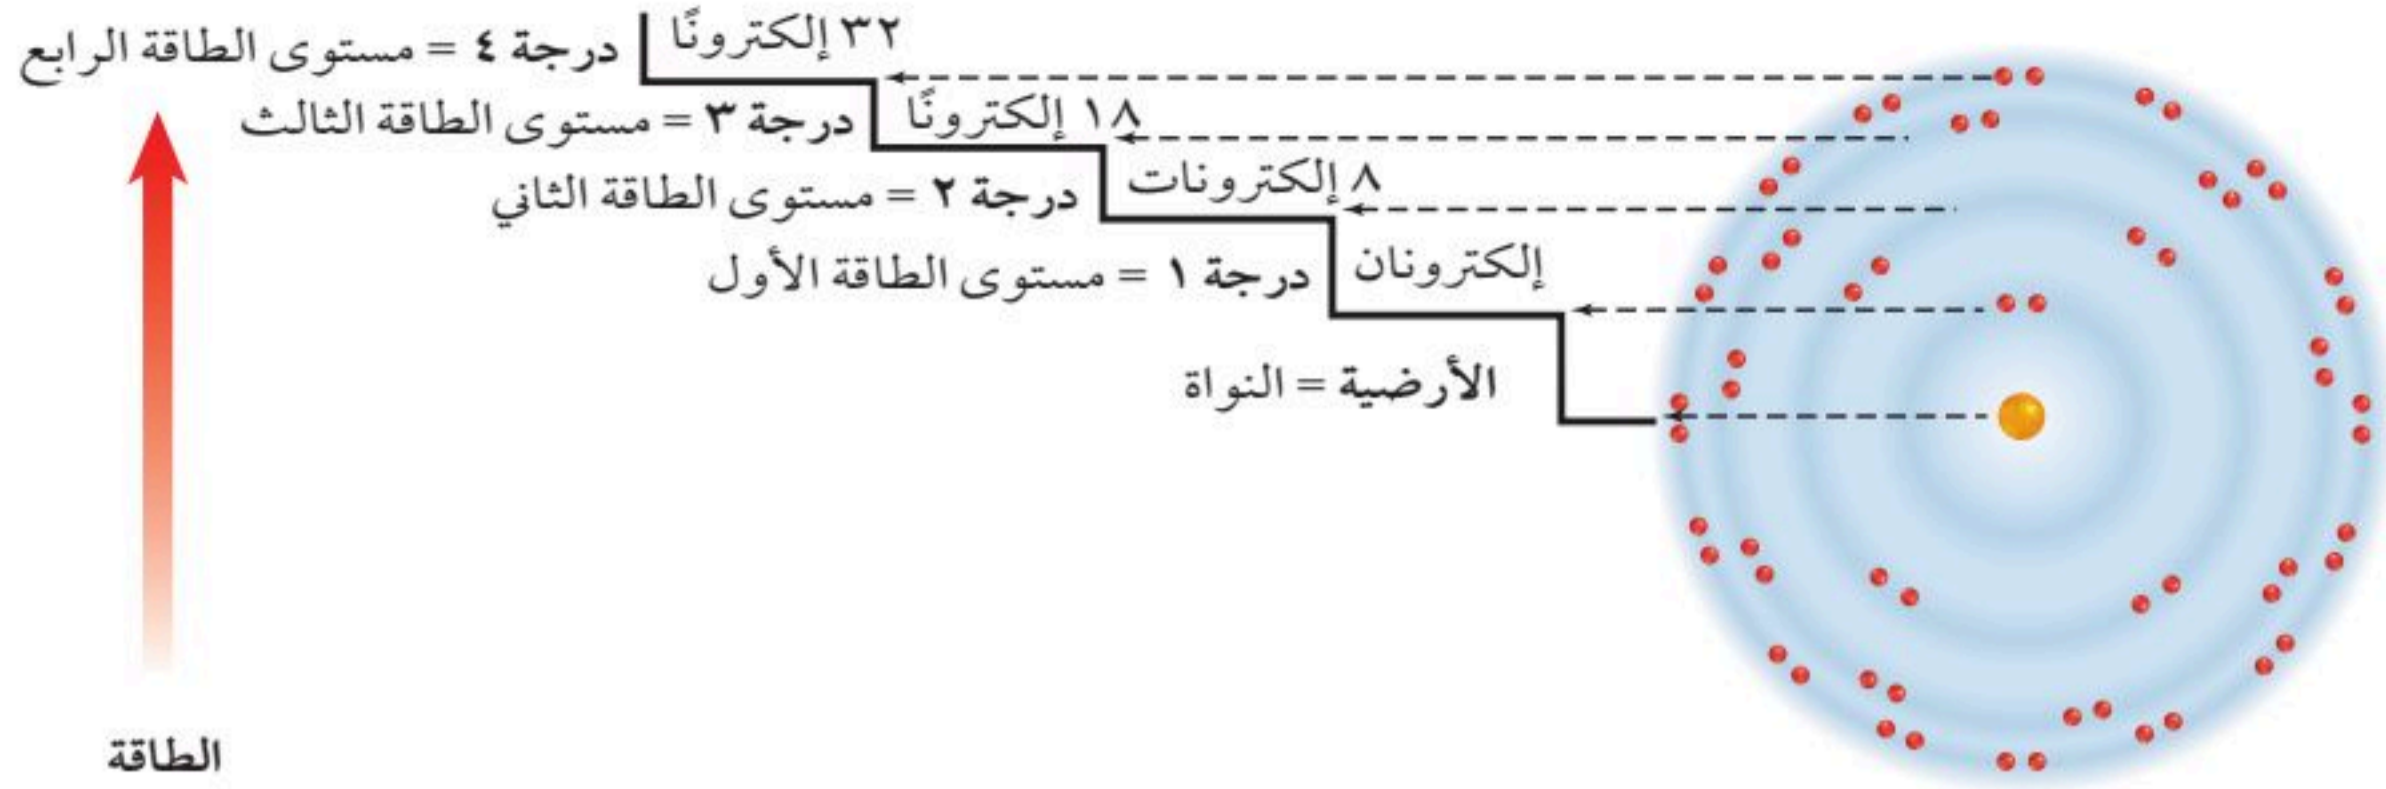 ٣٢ إلكترونًا
درجة ٤ = مستوى الطاقة الرابع
١٨ إلكترونًا
درجة ٣ = مستوى الطاقة الثالث
٨ إلكترونات
درجة ٢ = مستوى الطاقة الثاني
إلكترونان
درجة ١ = مستوى الطاقة الأول
الأرضية = النواة
الطاقة